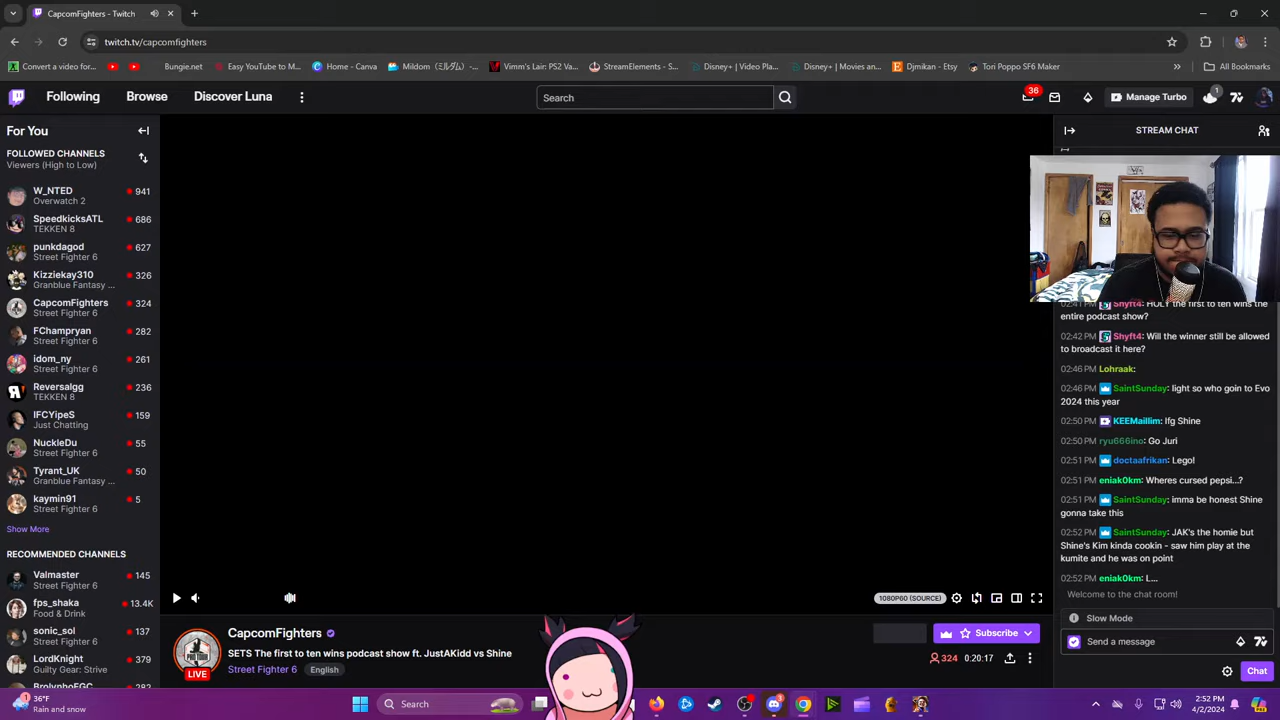 CapcomFighters - Twitch
twitch.tv/capcomfighters
Convert a video for...
Bungie.net
Easy YouTube to M...
Home - Canva
Mildom (ミルダム) -...
Vimm's Lair: PS2 Va...
StreamElements - S...
Disney+ | Video Pla...
Disney+ | Movies an...
Djmikan - Etsy
Tori Poppo SF6 Maker
All Bookmarks
Following
Browse
Discover Luna
Search
36
Manage Turbo
1
For You
FOLLOWED CHANNELS
Viewers (High to Low)
W_NTED 941
Overwatch 2
SpeedkicksATL 686
TEKKEN 8
punkdagod 627
Street Fighter 6
Kizziekay310 326
Granblue Fantasy ...
CapcomFighters 324
Street Fighter 6
FChampryan 282
Street Fighter 6
idom_ny 261
Street Fighter 6
Reversalgg 236
TEKKEN 8
IFCYipeS 159
Just Chatting
NuckleDu 55
Street Fighter 6
Tyrant_UK 50
Granblue Fantasy ...
kaymin91 5
Street Fighter 6
Show More
RECOMMENDED CHANNELS
Valmaster 145
Street Fighter 6
fps_shaka 13.4K
Food & Drink
sonic_sol 137
Street Fighter 6
LordKnight 379
Guilty Gear: Strive
BrolyphoFGC 282
1080P60 (SOURCE)
LIVE
CapcomFighters
SETS The first to ten wins podcast show ft. JustAKidd vs Shine
Street Fighter 6
English
Subscribe
324 0:20:17
STREAM CHAT
02:41 PM Shyft4: HOLY the first to ten wins the
entire podcast show?
02:42 PM Shyft4: Will the winner still be allowed
to broadcast it here?
02:46 PM Lohraak:
02:46 PM SaintSunday: light so who goin to Evo
2024 this year
02:50 PM KEEMaillim: lfg Shine
02:50 PM ryu666ino: Go Juri
02:51 PM doctaafrikan: Lego!
02:51 PM eniak0km: Wheres cursed pepsi...?
02:51 PM SaintSunday: imma be honest Shine
gonna take this
02:52 PM SaintSunday: JAK's the homie but
Shine's Kim kinda cookin - saw him play at the
kumite and he was on point
02:52 PM eniak0km: L...
Welcome to the chat room!
Slow Mode
Send a message
Chat
36°F
Rain and snow
Search
3
2:52 PM
4/2/2024